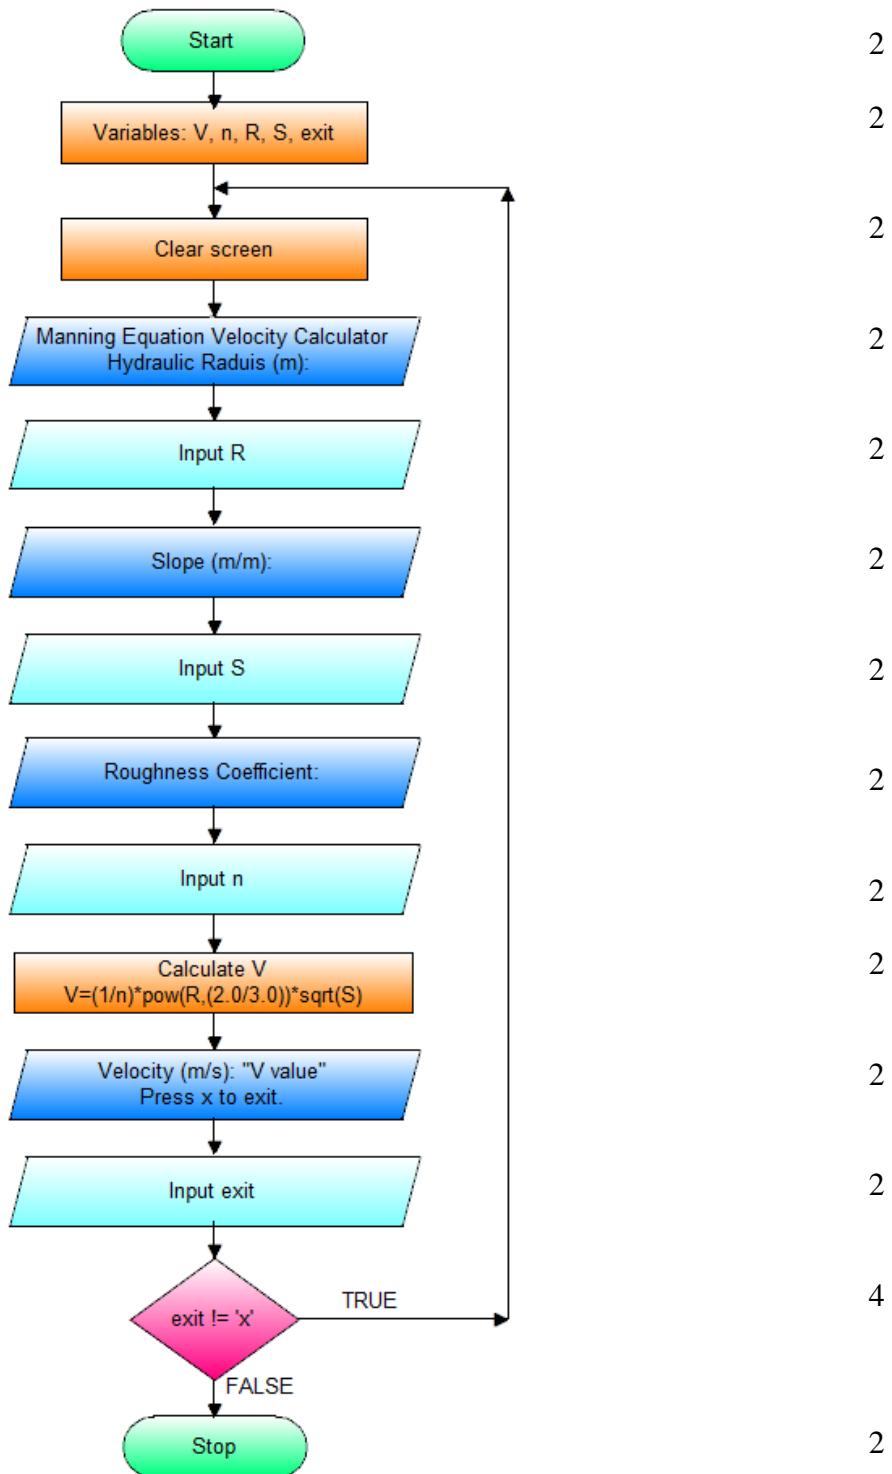 Start
2
Variables: V, n, R, S, exit
2
Clear screen
2
Manning Equation Velocity Calculator
Hydraulic Raduis (m):
2
Input R
2
Slope (m/m):
2
Input S
2
Roughness Coefficient:
2
Input n
2
Calculate V
V=(1/n)*pow(R,(2.0/3.0))*sqrt(S)
2
Velocity (m/s): "V value"
Press x to exit.
2
Input exit
2
exit != 'x'
TRUE
4
FALSE
Stop
2